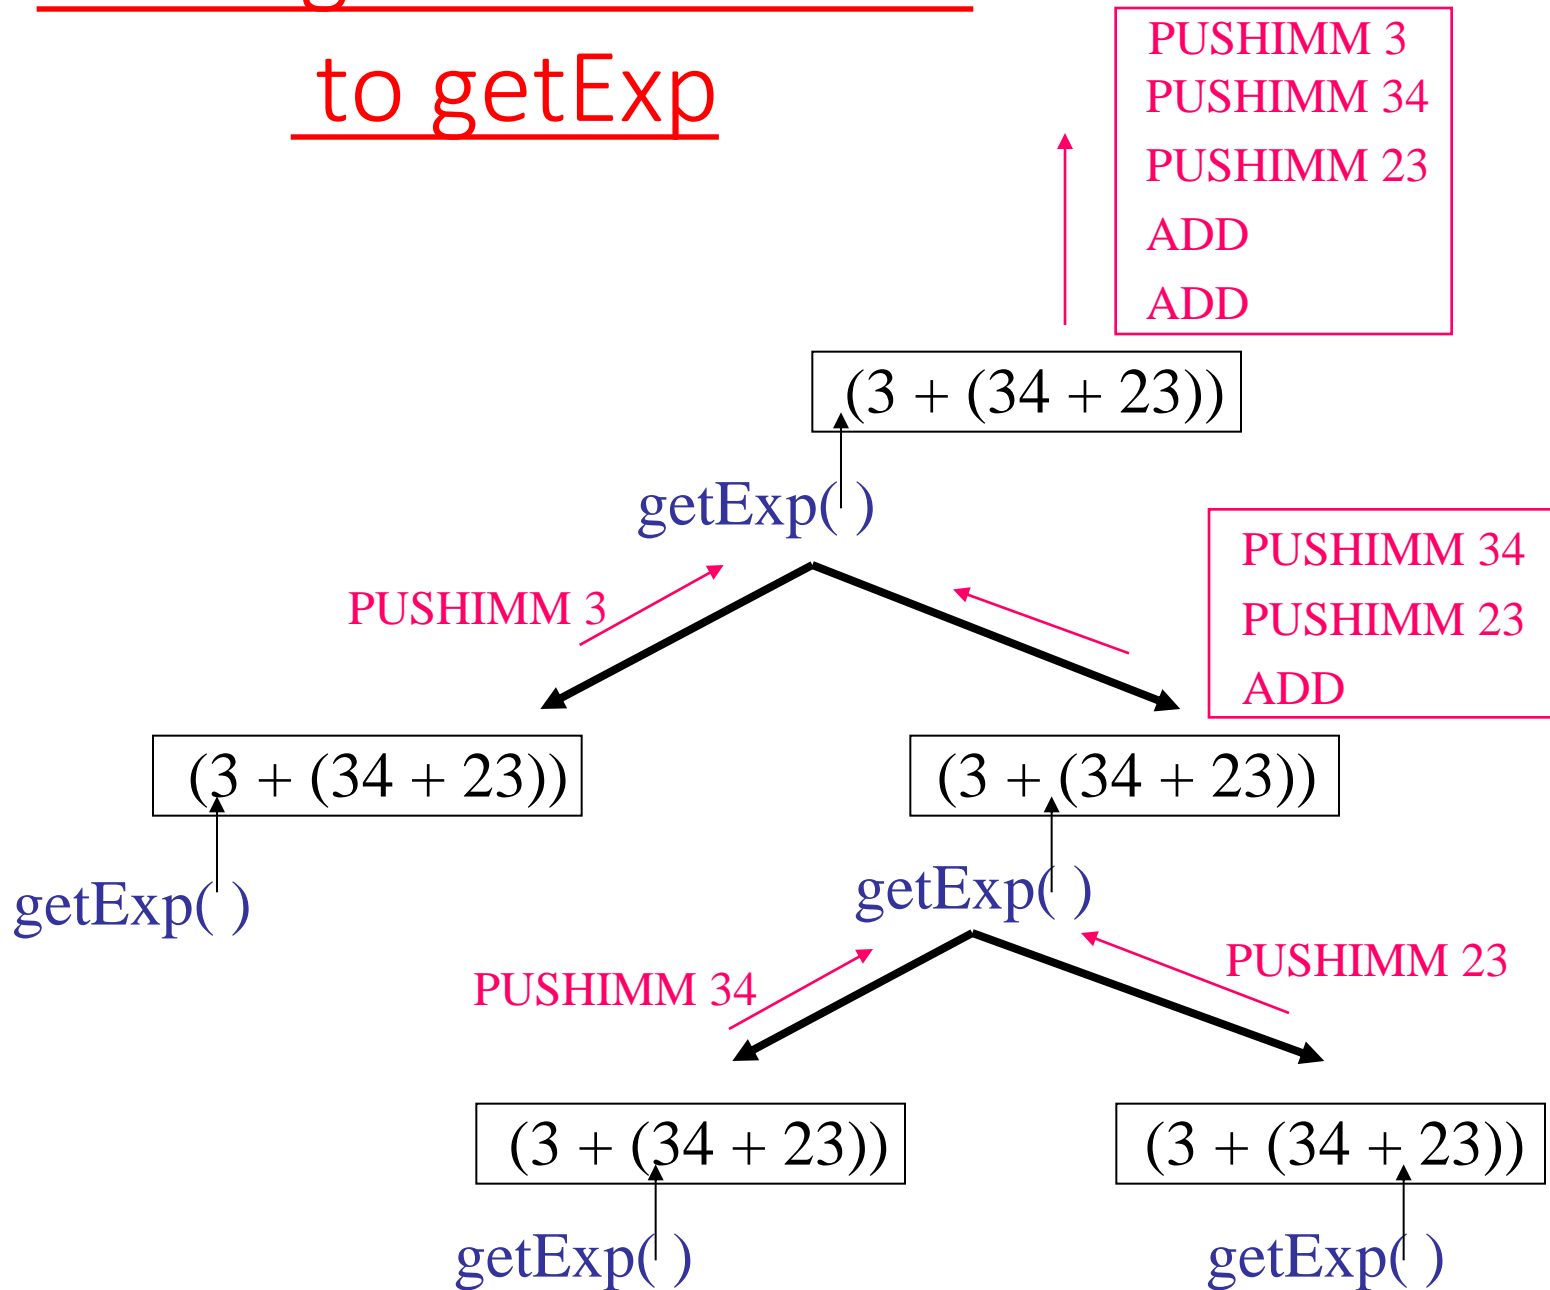 to getExp
PUSHIMM 3
PUSHIMM 34
PUSHIMM 23
ADD
ADD
(3 + (34 + 23))
getExp( )
PUSHIMM 3
PUSHIMM 34
PUSHIMM 23
ADD
(3 + (34 + 23))
(3 + (34 + 23))
getExp( )
getExp( )
PUSHIMM 34
PUSHIMM 23
(3 + (34 + 23))
(3 + (34 + 23))
getExp( )
getExp( )